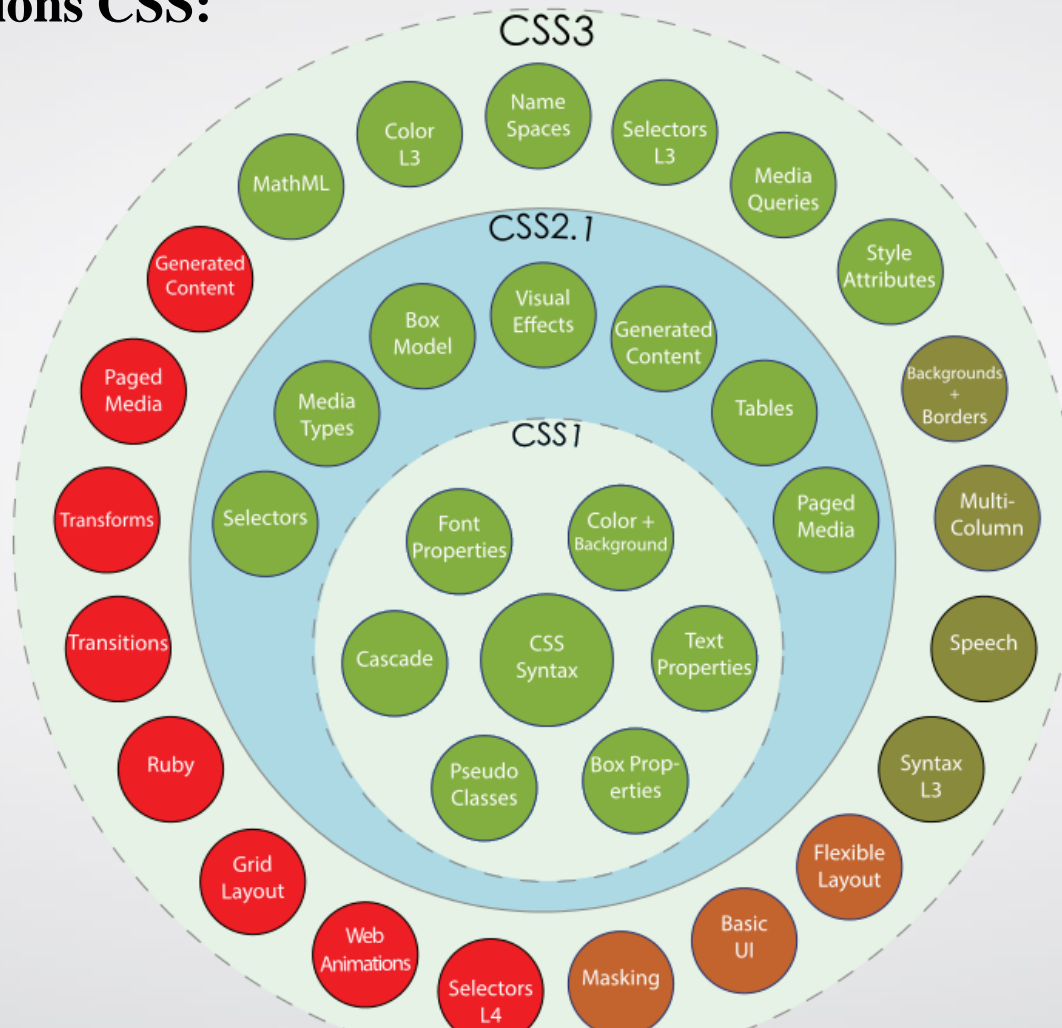 ions CSS:
CSS3
Name
Spaces
Color
L3
Selectors
L3
MathML
Media
Queries
Generated
Content
Style
Attributes
Paged
Media
Backgrounds
+
Borders
Transforms
Multi-
Column
Transitions
Speech
Ruby
Syntax
L3
Grid
Layout
Flexible
Layout
Web
Animations
Basic
UI
Selectors
L4
Masking
CSS2.1
Visual
Effects
Box
Model
Generated
Content
Media
Types
Tables
Selectors
Paged
Media
CSS1
Font
Properties
Color +
Background
Cascade
CSS
Syntax
Text
Properties
Pseudo
Classes
Box Prop-
erties